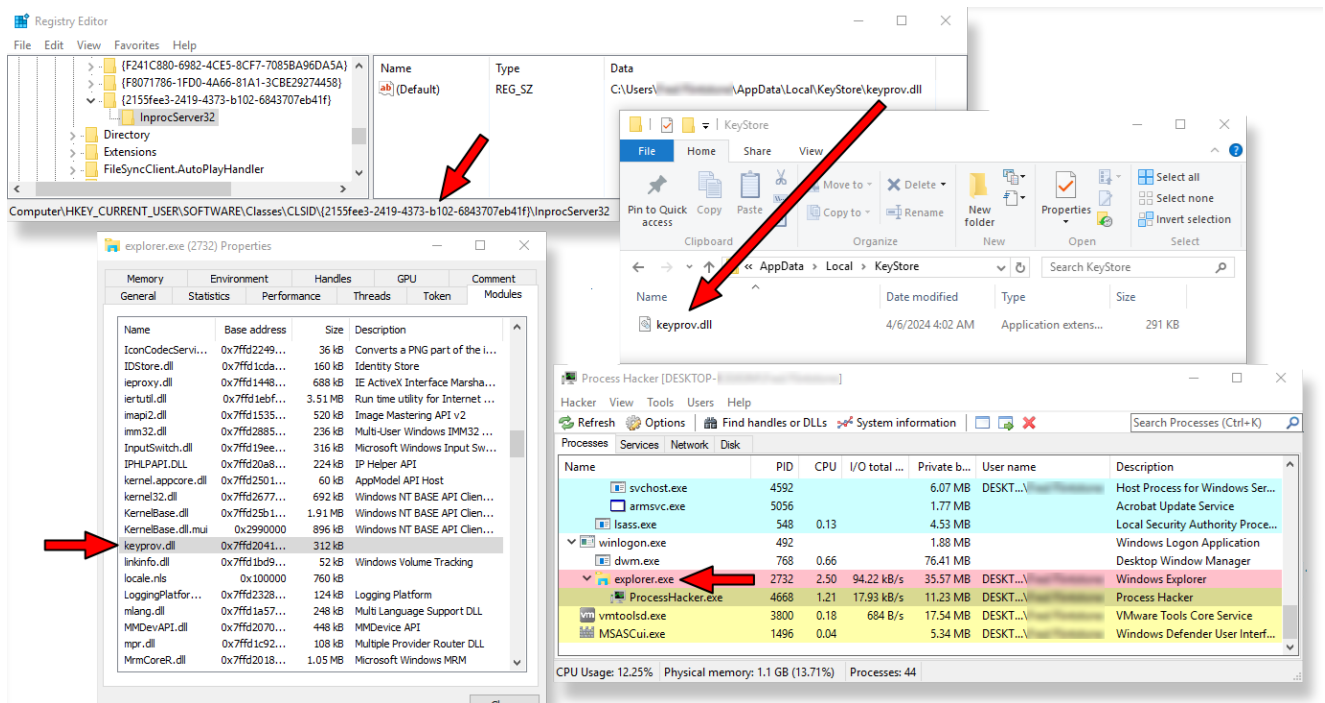 Registry Editor
File Edit View Favorites Help
{F241C880-6982-4CE5-8CF7-7085BA96DA5A}
{F8071786-1FD0-4A66-81A1-3CBE29274458}
{2155fee3-2419-4373-b102-6843707eb41f}
InprocServer32
Directory
Extensions
FileSyncClient.AutoPlayHandler
Name Type Data
ab (Default) REG_SZ C:\Users\ \AppData\Local\KeyStore\keyprov.dll
Computer\HKEY_CURRENT_USER\SOFTWARE\Classes\CLSID\{2155fee3-2419-4373-b102-6843707eb41f}\InprocServer32
KeyStore
File Home Share View
Pin to Quick access
Copy
Paste
Move to
Copy to
Delete
Rename
New folder
Properties
Select all
Select none
Invert selection
Clipboard Organize New Open Select
« AppData > Local > KeyStore
Search KeyStore
Name Date modified Type Size
keyprov.dll 4/6/2024 4:02 AM Application extens... 291 KB
explorer.exe (2732) Properties
Memory Environment Handles GPU Comment
General Statistics Performance Threads Token Modules
Name Base address Size Description
IconCodecServi... 0x7ffd2249... 36 kB Converts a PNG part of the i...
IDStore.dll 0x7ffd1cda... 160 kB Identity Store
ieproxy.dll 0x7ffd1448... 688 kB IE ActiveX Interface Marsha...
iertutil.dll 0x7ffd1ebf... 3.51 MB Run time utility for Internet ...
imapi2.dll 0x7ffd1535... 520 kB Image Mastering API v2
imm32.dll 0x7ffd2885... 236 kB Multi-User Windows IMM32 ...
InputSwitch.dll 0x7ffd19ee... 316 kB Microsoft Windows Input Sw...
IPHLPAPI.DLL 0x7ffd20a8... 224 kB IP Helper API
kernel.appcore.dll 0x7ffd2501... 60 kB AppModel API Host
kernel32.dll 0x7ffd2677... 692 kB Windows NT BASE API Clien...
KernelBase.dll 0x7ffd25b1... 1.91 MB Windows NT BASE API Clien...
KernelBase.dll.mui 0x2990000 896 kB Windows NT BASE API Clien...
keyprov.dll 0x7ffd2041... 312 kB
linkinfo.dll 0x7ffd1bd9... 52 kB Windows Volume Tracking
locale.nls 0x100000 760 kB
LoggingPlatfor... 0x7ffd2328... 124 kB Logging Platform
mlang.dll 0x7ffd1a57... 248 kB Multi Language Support DLL
MMDevAPI.dll 0x7ffd2070... 448 kB MMDevice API
mpr.dll 0x7ffd1c92... 108 kB Multiple Provider Router DLL
MrmCoreR.dll 0x7ffd2018... 1.05 MB Microsoft Windows MRM
Process Hacker [DESKTOP- ]
Hacker View Tools Users Help
Refresh Options Find handles or DLLs System information Search Processes (Ctrl+K)
Processes Services Network Disk
Name PID CPU I/O total ... Private b... User name Description
svchost.exe 4592 6.07 MB DESKT...\ Host Process for Windows Ser...
armsvc.exe 5056 1.77 MB Acrobat Update Service
lsass.exe 548 0.13 4.53 MB Local Security Authority Proce...
winlogon.exe 492 1.88 MB Windows Logon Application
dwm.exe 768 0.66 76.41 MB Desktop Window Manager
explorer.exe 2732 2.50 94.22 kB/s 35.57 MB DESKT...\ Windows Explorer
ProcessHacker.exe 4668 1.21 17.93 kB/s 11.23 MB DESKT...\ Process Hacker
vm vmtoolsd.exe 3800 0.18 684 B/s 17.54 MB DESKT...\ VMware Tools Core Service
MSASCui.exe 1496 0.04 5.34 MB DESKT...\ Windows Defender User Interf...
CPU Usage: 12.25% Physical memory: 1.1 GB (13.71%) Processes: 44